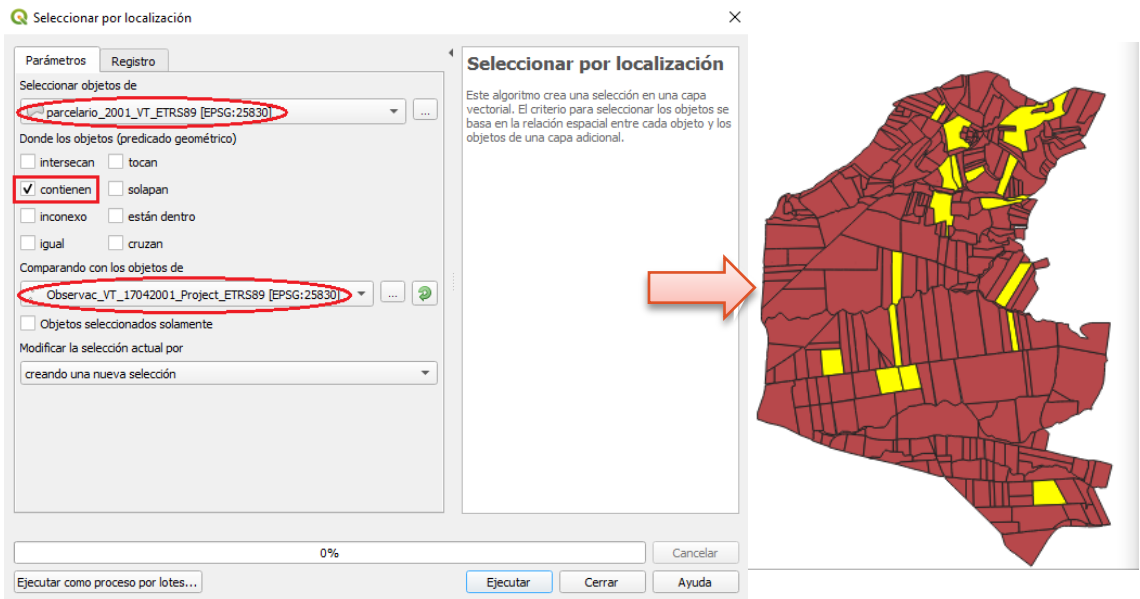 Seleccionar por localización
Parámetros
Registro
Seleccionar objetos de
parcelario_2001_VT_ETRS89 [EPSG:25830]
...
Donde los objetos (predicado geométrico)
intersecan
tocan
contienen
solapan
inconexo
están dentro
igual
cruzan
Comparando con los objetos de
Observac_VT_17042001_Project_ETRS89 [EPSG:25830]
...
Objetos seleccionados solamente
Modificar la selección actual por
creando una nueva selección
Seleccionar por localización
Este algoritmo crea una selección en una capa
vectorial. El criterio para seleccionar los objetos se
basa en la relación espacial entre cada objeto y los
objetos de una capa adicional.
0%
Cancelar
Ejecutar como proceso por lotes...
Ejecutar
Cerrar
Ayuda